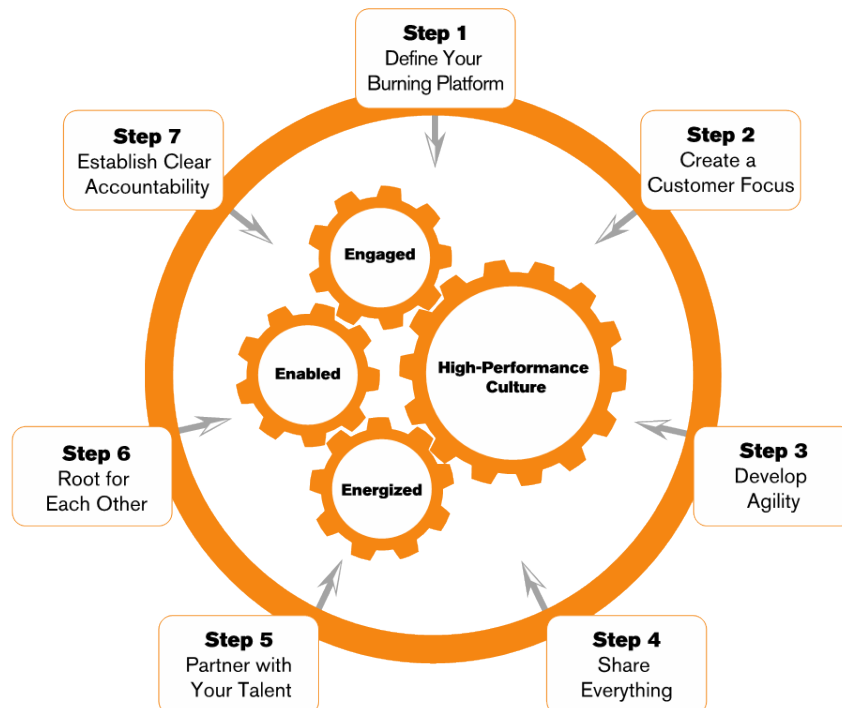 Step 1
Define Your
Burning Platform
Step 2
Create a
Customer Focus
Step 3
Develop
Agility
Step 4
Share
Everything
Step 5
Partner with
Your Talent
Step 6
Root for
Each Other
Step 7
Establish Clear
Accountability
Engaged
Enabled
Energized
High-Performance
Culture